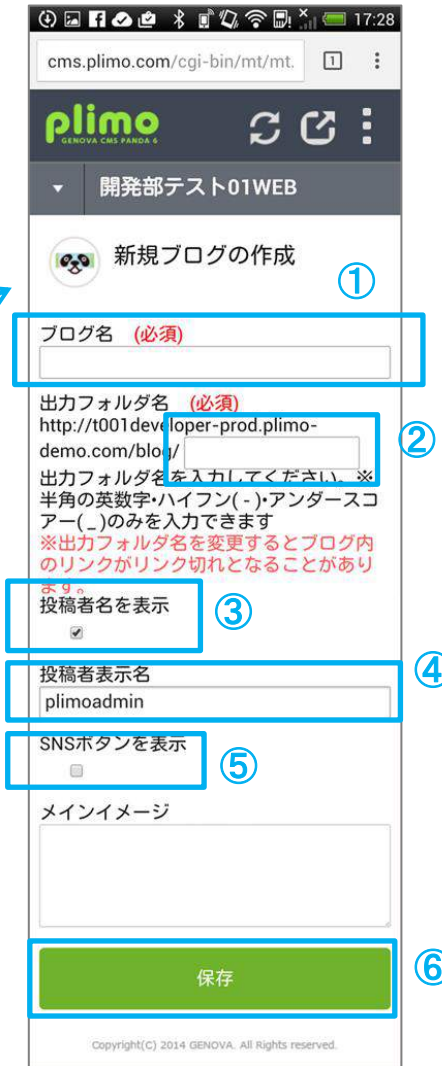 17:28
cms.plimo.com/cgi-bin/mt/mt.
1
plimo
GENOVA CMS PANDA 6
開発部テスト01WEB
新規ブログの作成
①
ブログ名 (必須)
出力フォルダ名 (必須)
http://t001developer-prod.plimo-
demo.com/blog/
②
出力フォルダ名を入力してください。※
半角の英数字・ハイフン( - )・アンダースコ
アー( _ )のみを入力できます
※出力フォルダ名を変更するとブログ内
のリンクがリンク切れとなることがあり
ます。
投稿者名を表示
③
投稿者表示名
④
plimoadmin
SNSボタンを表示
⑤
メインイメージ
保存
⑥
Copyright(C) 2014 GENOVA. All Rights reserved.